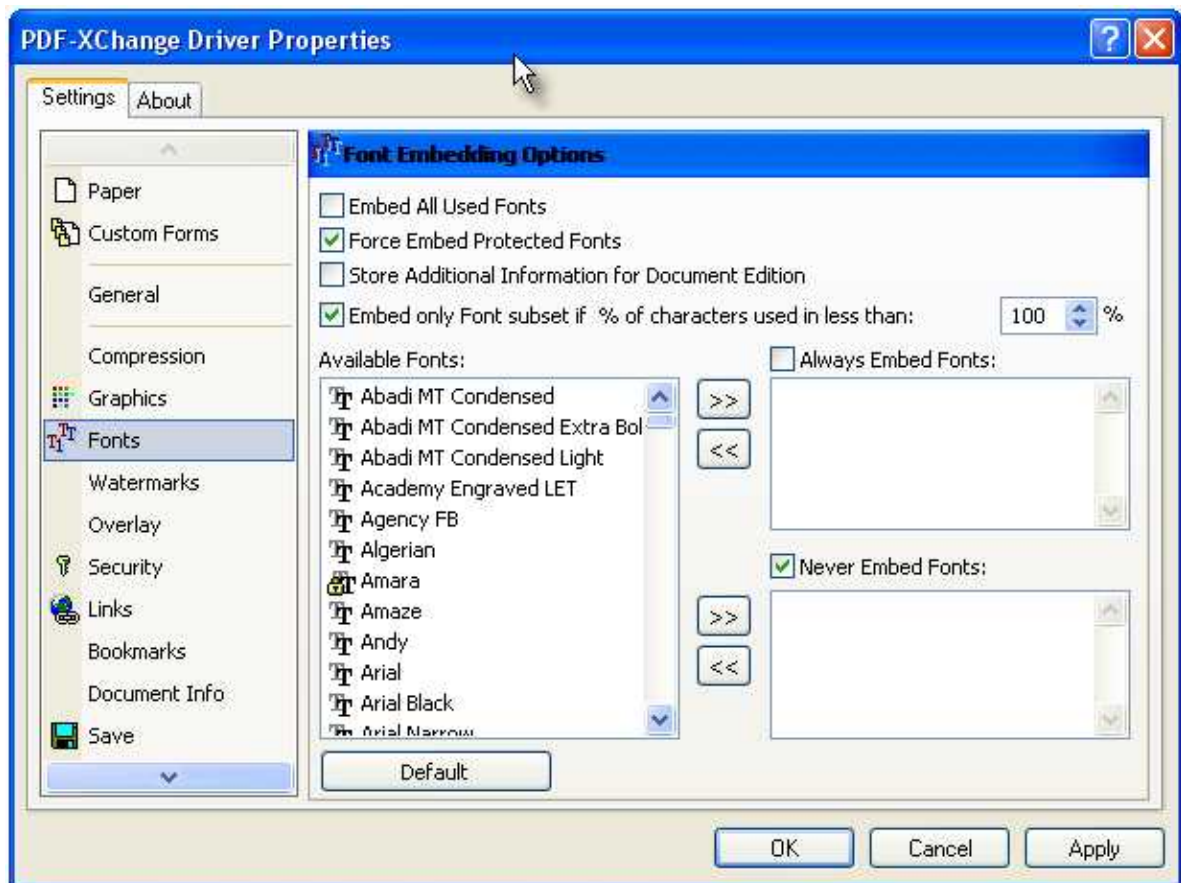 PDF-XChange Driver Properties
Settings
About
Paper
Custom Forms
General
Compression
Graphics
Fonts
Watermarks
Overlay
Security
Links
Bookmarks
Document Info
Save
Font Embedding Options
Embed All Used Fonts
Force Embed Protected Fonts
Store Additional Information for Document Edition
Embed only Font subset if % of characters used in less than: 100 %
Available Fonts:
Abadi MT Condensed
Abadi MT Condensed Extra Bol
Abadi MT Condensed Light
Academy Engraved LET
Agency FB
Algerian
Amara
Amaze
Andy
Arial
Arial Black
Arial Narrow
>>
<<
Always Embed Fonts:
Never Embed Fonts:
>>
<<
Default
OK
Cancel
Apply